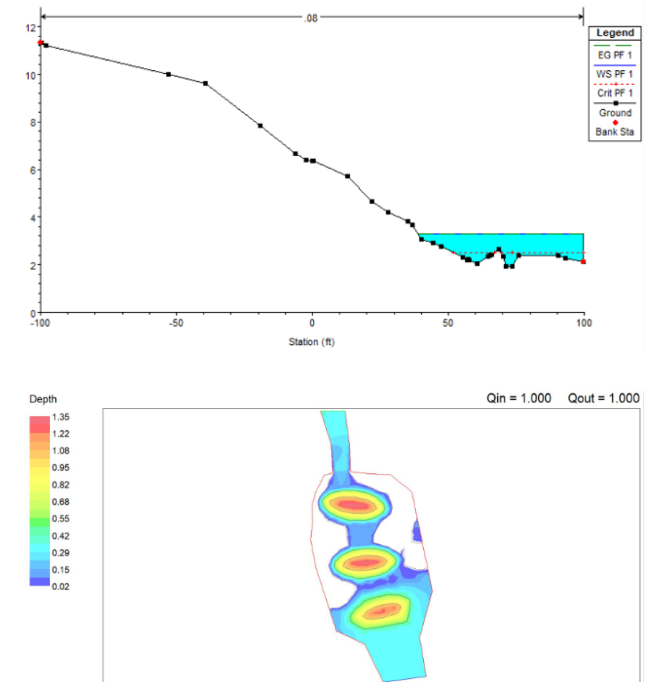 .08
12
10
8
6
4
2
0
-100
-50
0
50
100
Station (ft)
Legend
EG PF 1
WS PF 1
Crit PF 1
Ground
Bank Sta
Depth
Qin = 1.000 Qout = 1.000
1.35
1.22
1.08
0.95
0.82
0.68
0.55
0.42
0.29
0.15
0.02